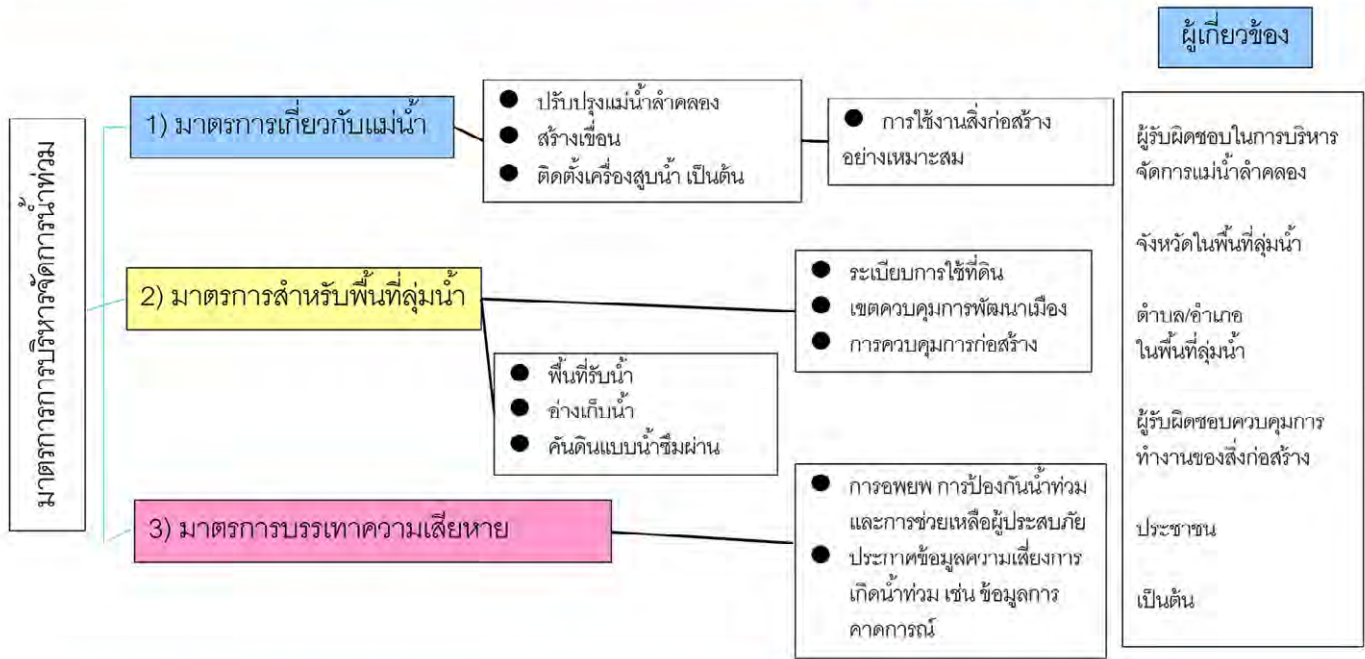 ผู้เกี่ยวข้อง
มาตรการการบริหารจัดการน้ำท่วม
1) มาตรการเกี่ยวกับแม่น้ำ
● ปรับปรุงแม่น้ำลำคลอง
● สร้างเขื่อน
● ติดตั้งเครื่องสูบน้ำ เป็นต้น
● การใช้งานสิ่งก่อสร้าง
อย่างเหมาะสม
2) มาตรการสำหรับพื้นที่ลุ่มน้ำ
● ระเบียบการใช้ที่ดิน
● เขตควบคุมการพัฒนาเมือง
● การควบคุมการก่อสร้าง
● พื้นที่รับน้ำ
● อ่างเก็บน้ำ
● คันดินแบบน้ำซึมผ่าน
3) มาตรการบรรเทาความเสียหาย
● การอพยพ การป้องกันน้ำท่วม
และการช่วยเหลือผู้ประสบภัย
● ประกาศข้อมูลความเสี่ยงการ
เกิดน้ำท่วม เช่น ข้อมูลการ
คาดการณ์
ผู้รับผิดชอบในการบริหาร
จัดการแม่น้ำลำคลอง
จังหวัดในพื้นที่ลุ่มน้ำ
ตำบล/อำเภอ
ในพื้นที่ลุ่มน้ำ
ผู้รับผิดชอบควบคุมการ
ทำงานของสิ่งก่อสร้าง
ประชาชน
เป็นต้น